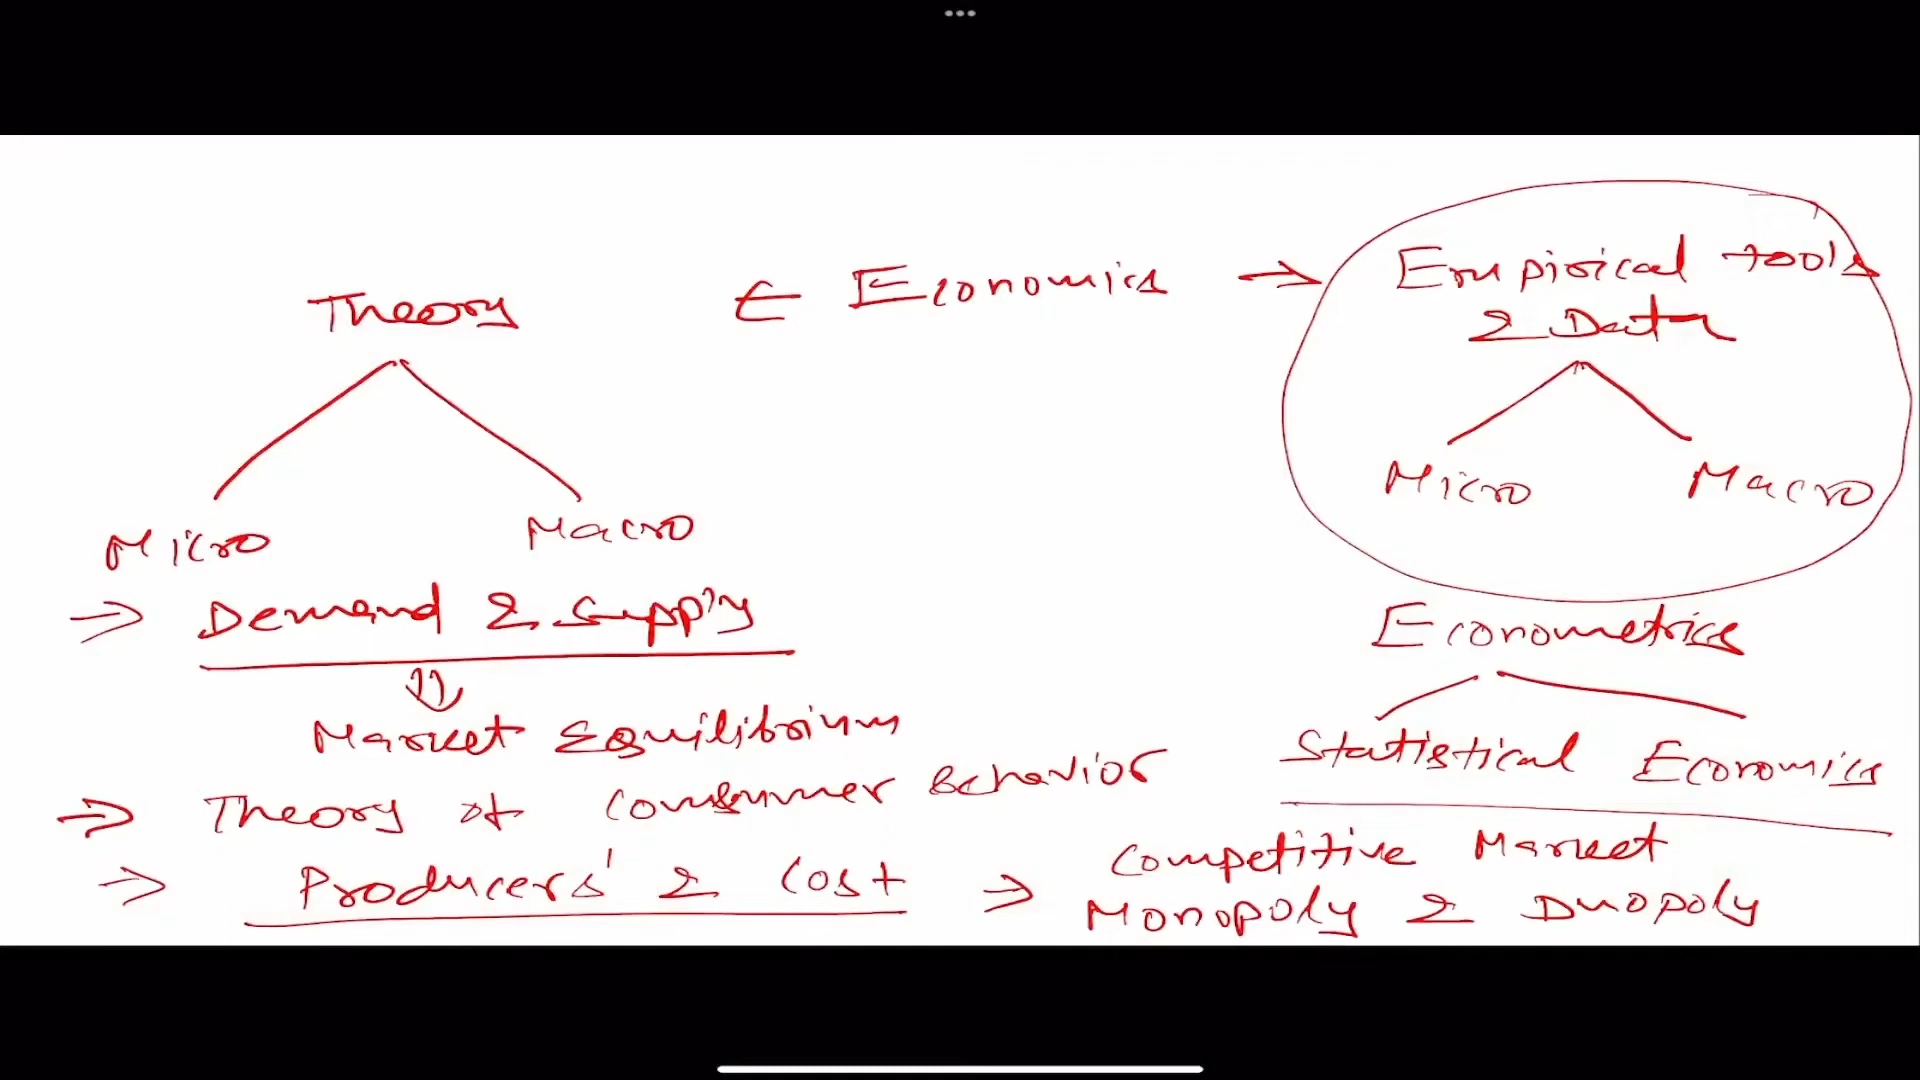 Theory ← Economics → Empirical tools
& Data
Micro Macro
Micro Macro
→ Demand & Supply
Econometrics
⇓
Market Equilibrium
Statistical Economics
→ Theory of Consumer Behavior
Competitive Market
→ Producers' & Cost →
Monopoly & Duopoly